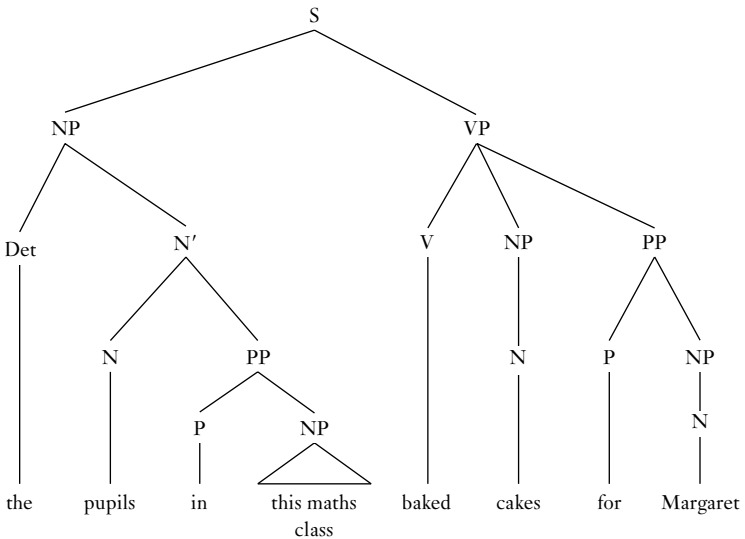 S
NP VP
Det N′ V NP PP
N PP N P NP
P NP N
the pupils in this maths baked cakes for Margaret
class